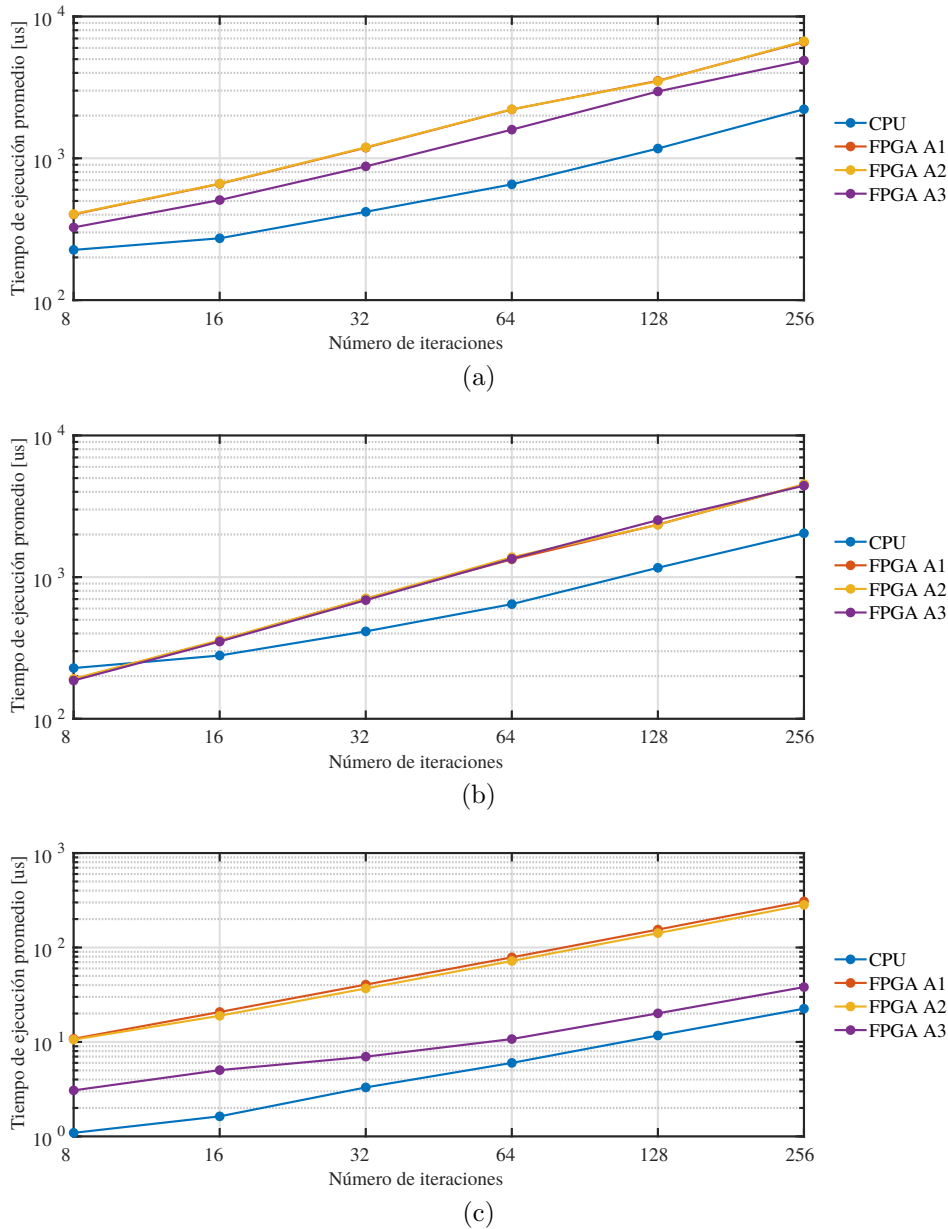 10 4
10 3
10 2
Tiempo de ejecución promedio [us]
8 16 32 64 128 256
Número de iteraciones
CPU
FPGA A1
FPGA A2
FPGA A3
(a)
10 4
10 3
10 2
Tiempo de ejecución promedio [us]
8 16 32 64 128 256
Número de iteraciones
CPU
FPGA A1
FPGA A2
FPGA A3
(b)
10 3
10 2
10 1
10 0
Tiempo de ejecución promedio [us]
8 16 32 64 128 256
Número de iteraciones
CPU
FPGA A1
FPGA A2
FPGA A3
(c)